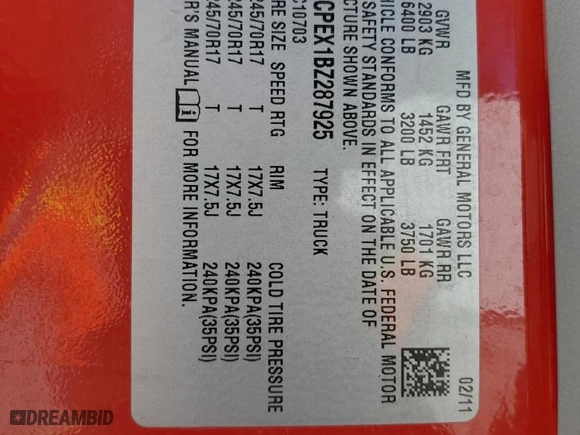 MFD BY GENERAL MOTORS LLC 02/11
GVWR GAWR FRT GAWR RR
2903 KG 1452 KG 1701 KG
6400 LB 3200 LB 3750 LB
CONFORMS TO ALL APPLICABLE U.S. FEDERAL MOTOR
SAFETY STANDARDS IN EFFECT ON THE DATE OF
SHOWN ABOVE.
CPEX1BZ287925 TYPE: TRUCK
C10703
SIZE SPEED RTG RIM COLD TIRE PRESSURE
245/70R17 T 17X7.5J 240KPA(35PSI)
245/70R17 T 17X7.5J 240KPA(35PSI)
245/70R17 T 17X7.5J 240KPA(35PSI)
MANUAL FOR MORE INFORMATION.
DREAMBID